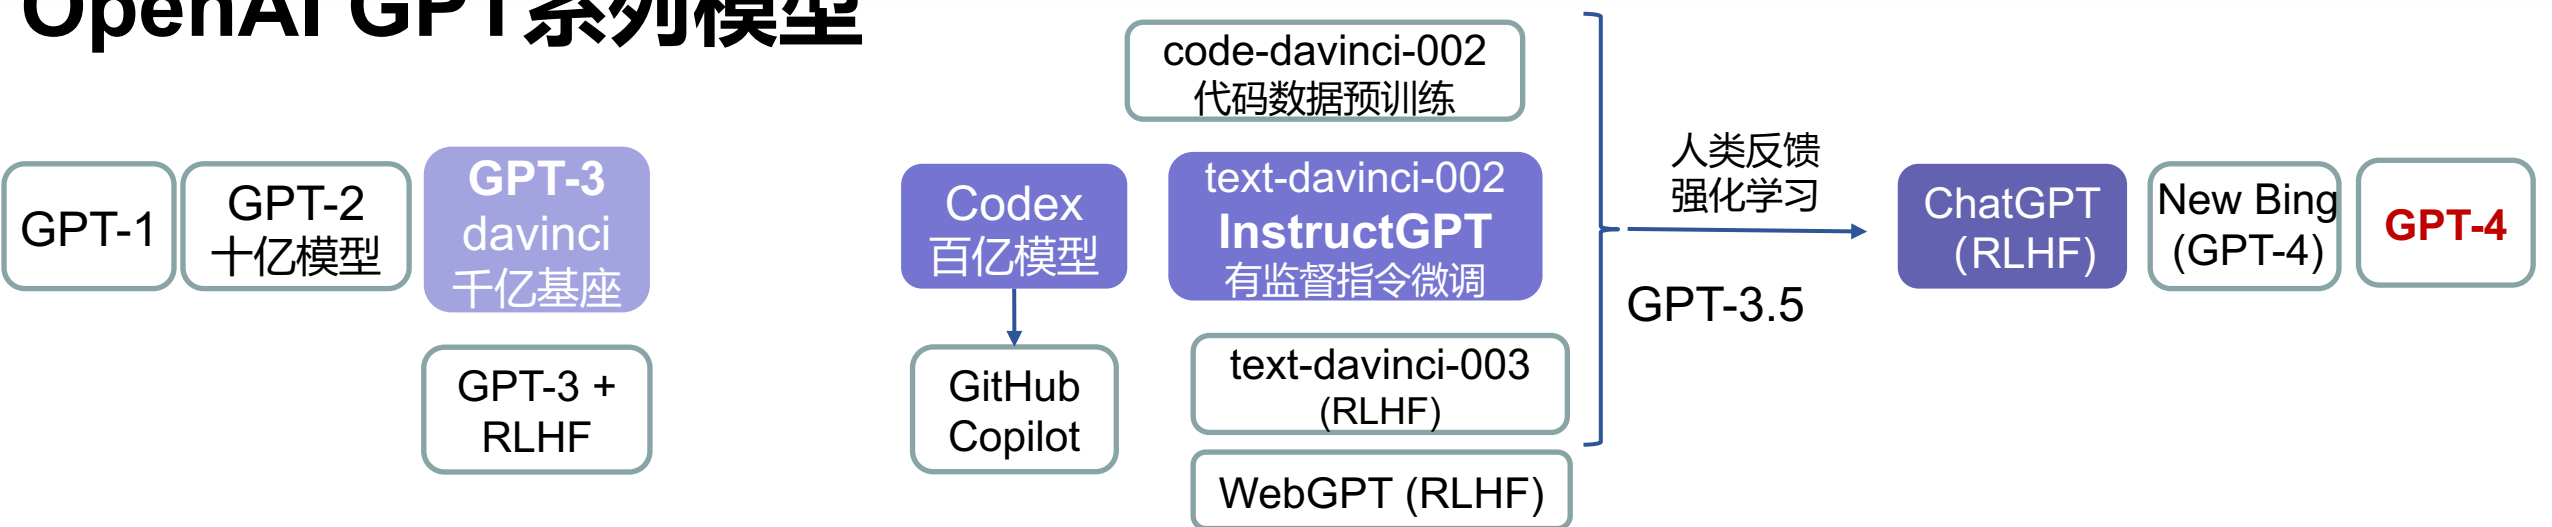 OpenAI GPT系列模型
code-davinci-002
代码数据预训练
GPT-1
GPT-2
十亿模型
GPT-3
davinci
千亿基座
GPT-3 +
RLHF
Codex
百亿模型
GitHub
Copilot
text-davinci-002
InstructGPT
有监督指令微调
text-davinci-003
(RLHF)
WebGPT (RLHF)
人类反馈
强化学习
GPT-3.5
ChatGPT
(RLHF)
New Bing
(GPT-4)
GPT-4